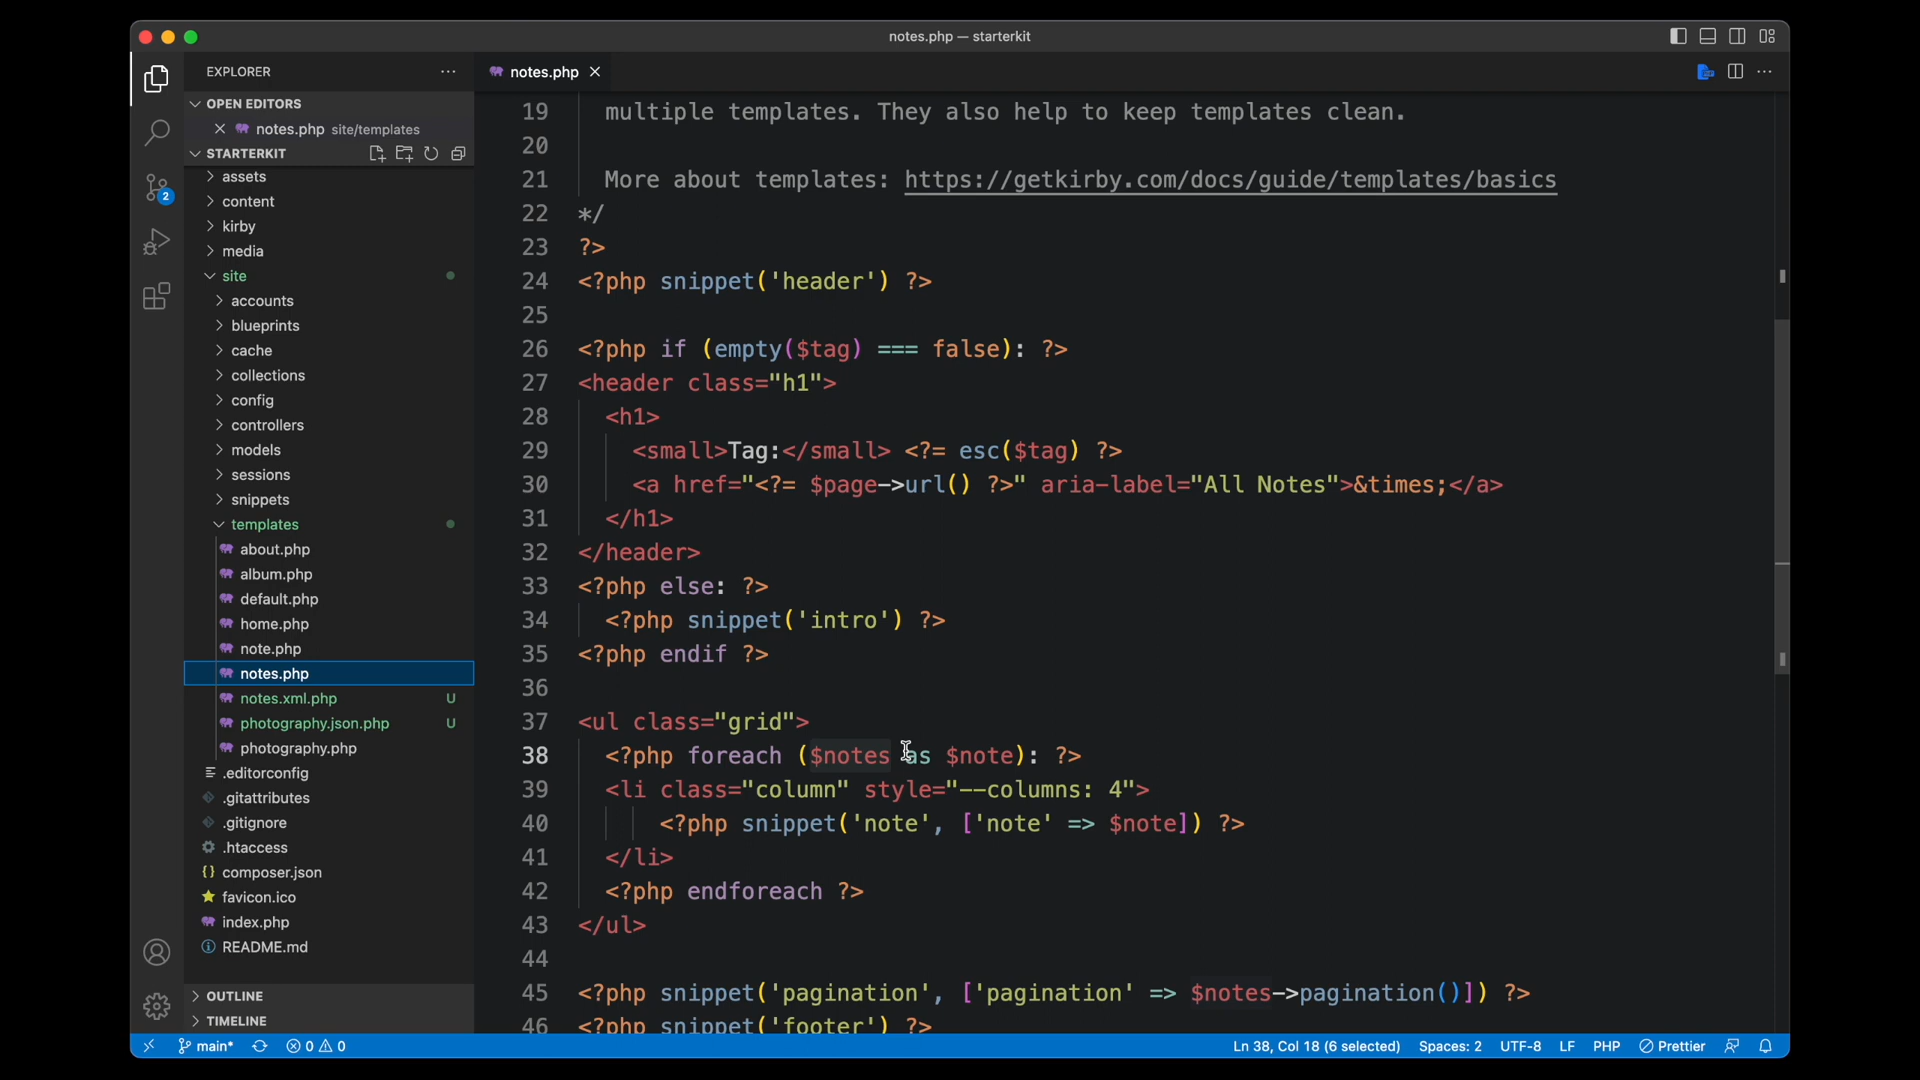 notes.php — starterkit
EXPLORER
OPEN EDITORS
notes.php site/templates
STARTERKIT
assets
content
kirby
media
site
accounts
blueprints
cache
collections
config
controllers
models
sessions
snippets
templates
about.php
album.php
default.php
home.php
note.php
notes.php
notes.xml.php U
photography.json.php U
photography.php
.editorconfig
.gitattributes
.gitignore
.htaccess
composer.json
favicon.ico
index.php
README.md
OUTLINE
TIMELINE
2
notes.php
19 multiple templates. They also help to keep templates clean.
20
21 More about templates: https://getkirby.com/docs/guide/templates/basics
22 */
23 ?>
24 <?php snippet('header') ?>
25
26 <?php if (empty($tag) === false): ?>
27 <header class="h1">
28 <h1>
29 <small>Tag:</small> <?= esc($tag) ?>
30 <a href="<?= $page->url() ?>" aria-label="All Notes">&times;</a>
31 </h1>
32 </header>
33 <?php else: ?>
34 <?php snippet('intro') ?>
35 <?php endif ?>
36
37 <ul class="grid">
38 <?php foreach ($notes as $note): ?>
39 <li class="column" style="--columns: 4">
40 <?php snippet('note', ['note' => $note]) ?>
41 </li>
42 <?php endforeach ?>
43 </ul>
44
45 <?php snippet('pagination', ['pagination' => $notes->pagination()]) ?>
46 <?php snippet('footer') ?>
main* 0 0 Ln 38, Col 18 (6 selected) Spaces: 2 UTF-8 LF PHP Prettier